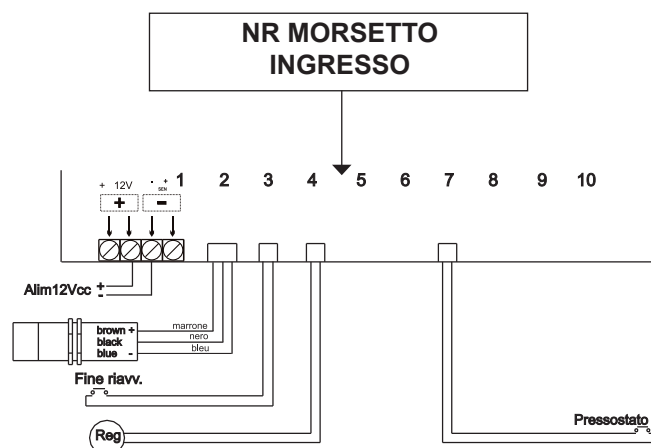 NR MORSETTO
INGRESSO
+ 12V - + 1 2 3 4 5 6 7 8 9 10
SEN
+ -
Alim12Vcc +
-
brown + marrone
black nero
blue - bleu
Fine riavv.
Reg
Pressostato